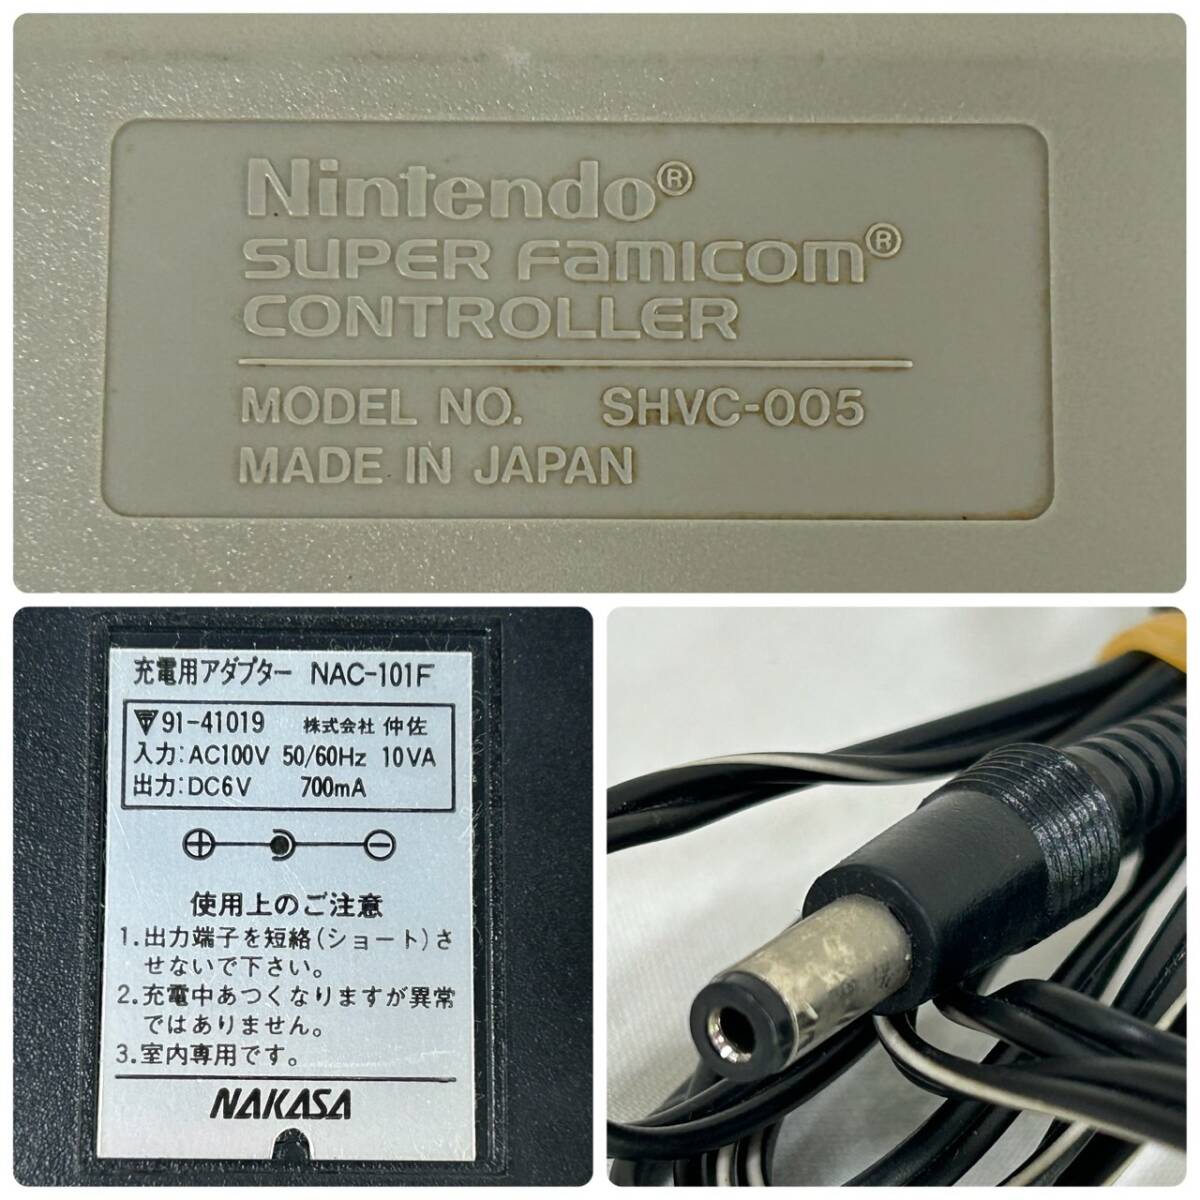 Nintendo®
SUPER FAMICOM®
CONTROLLER
MODEL NO. SHVC-005
MADE IN JAPAN
充電用アダプター NAC-101F
91-41019 株式会社 仲佐
入力:AC100V 50/60Hz 10VA
出力:DC6V 700mA
使用上のご注意
1.出力端子を短絡(ショート)さ
せないで下さい。
2.充電中あつくなりますが異常
ではありません。
3.室内専用です。
NAKASA